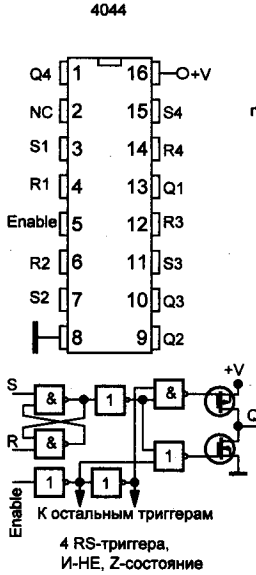 4044
Q4 1 16 +V
NC 2 15 S4
S1 3 14 R4
R1 4 13 Q1
Enable 5 12 R3
R2 6 11 S3
S2 7 10 Q3
8 9 Q2
+V
S & 1 & Q
R & 1
Enable 1 1
К остальным триггерам
4 RS-триггера,
И-НЕ, Z-состояние